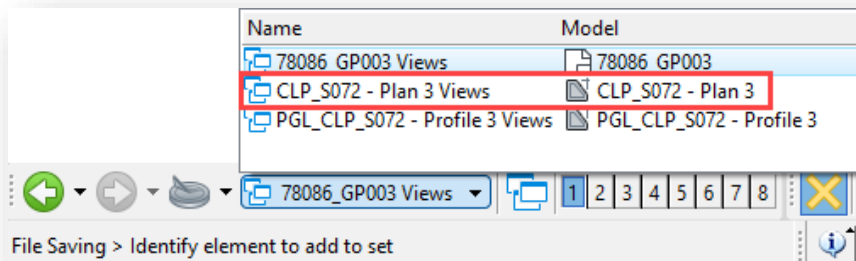 Name Model
78086_GP003 Views 78086_GP003
CLP_S072 - Plan 3 Views CLP_S072 - Plan 3
PGL_CLP_S072 - Profile 3 Views PGL_CLP_S072 - Profile 3
78086_GP003 Views 1 2 3 4 5 6 7 8
File Saving > Identify element to add to set